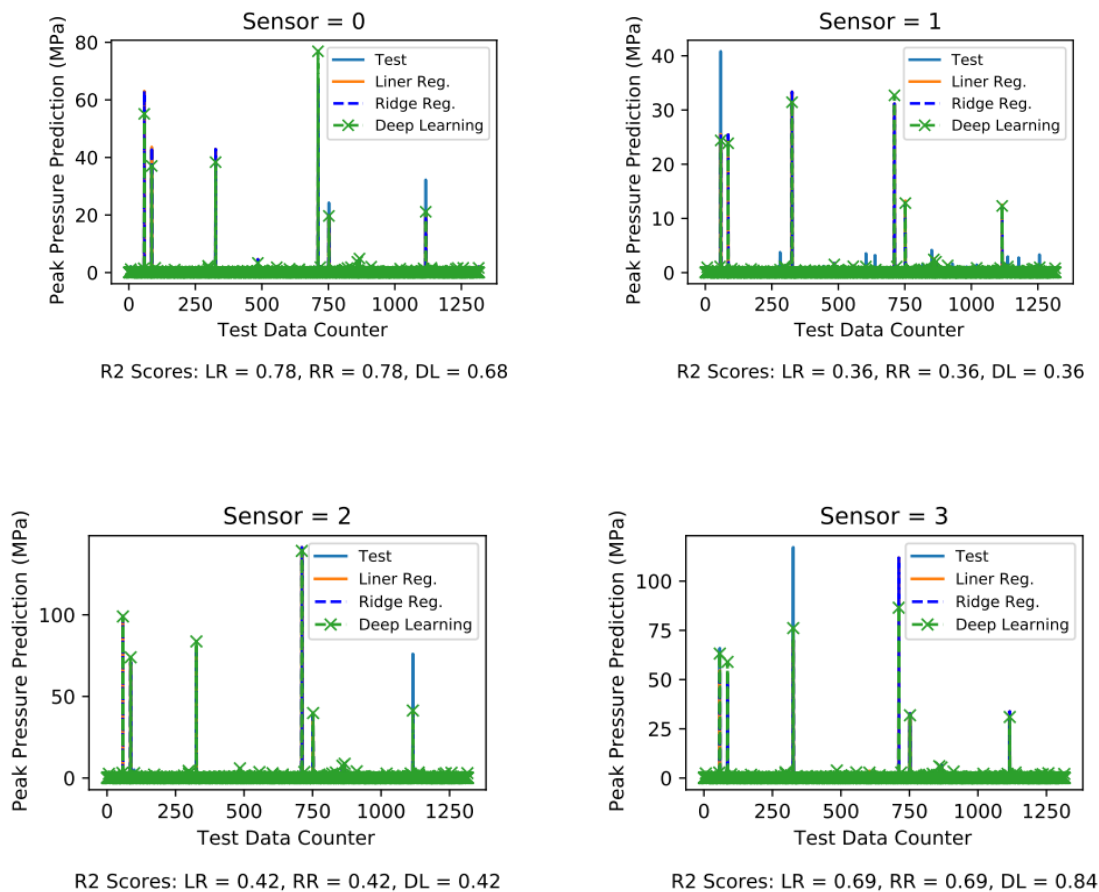 Sensor = 0
Peak Pressure Prediction (MPa)
80
60
40
20
0
Test
Liner Reg.
Ridge Reg.
Deep Learning
0 250 500 750 1000 1250
Test Data Counter
R2 Scores: LR = 0.78, RR = 0.78, DL = 0.68
Sensor = 1
Peak Pressure Prediction (MPa)
40
30
20
10
0
Test
Liner Reg.
Ridge Reg.
Deep Learning
0 250 500 750 1000 1250
Test Data Counter
R2 Scores: LR = 0.36, RR = 0.36, DL = 0.36
Sensor = 2
Peak Pressure Prediction (MPa)
100
50
0
Test
Liner Reg.
Ridge Reg.
Deep Learning
0 250 500 750 1000 1250
Test Data Counter
R2 Scores: LR = 0.42, RR = 0.42, DL = 0.42
Sensor = 3
Peak Pressure Prediction (MPa)
100
75
50
25
0
Test
Liner Reg.
Ridge Reg.
Deep Learning
0 250 500 750 1000 1250
Test Data Counter
R2 Scores: LR = 0.69, RR = 0.69, DL = 0.84